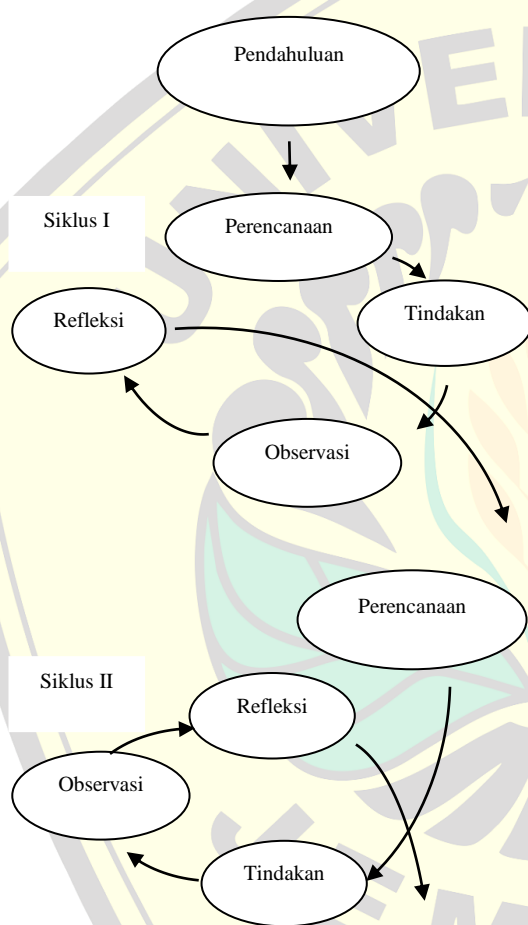 Pendahuluan
Siklus I
Perencanaan
Tindakan
Refleksi
Observasi
Perencanaan
Siklus II
Refleksi
Observasi
Tindakan